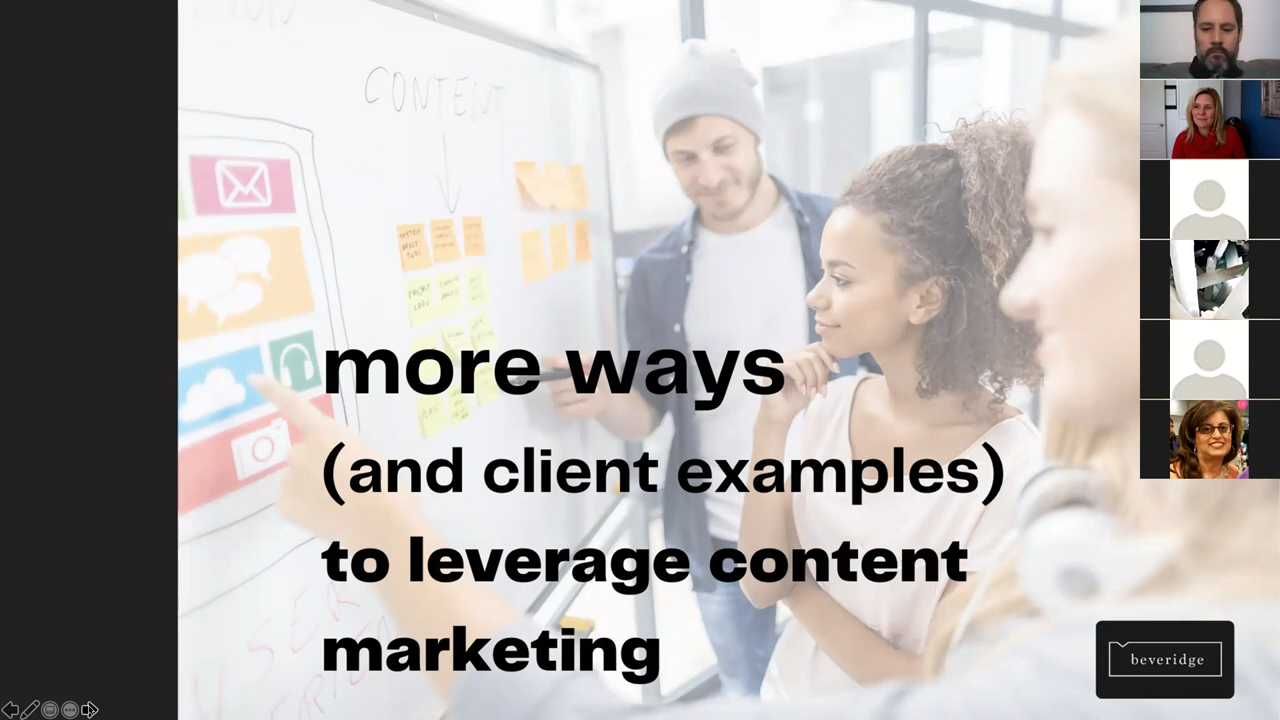 CONTENT
more ways
(and client examples)
to leverage content
marketing
beveridge